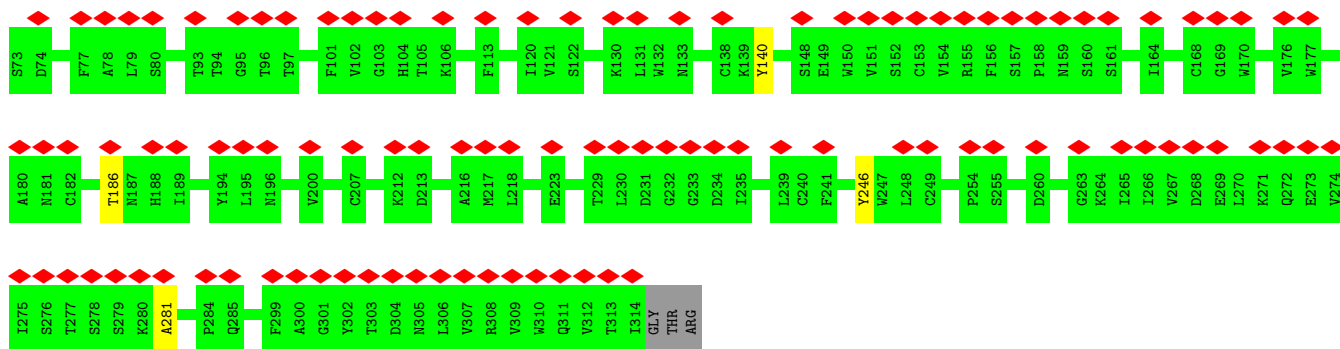 S73 D74 F77 A78 L79 S80 T93 T94 G95 T96 T97 F101 V102 G103 H104 T105 K106 F113 I120 V121 S122 K130 L131 W132 N133 C138 K139 Y140 S148 E149 W150 V151 S152 C153 V154 R155 F156 S157 P158 N159 S160 S161 I164 C168 G169 W170 V176 W177
A180 N181 C182 T186 N187 H188 I189 Y194 L195 N196 V200 C207 K212 D213 A216 M217 L218 E223 T229 L230 D231 G232 G233 D234 I235 L239 C240 F241 Y246 W247 L248 C249 P254 S255 D260 G263 K264 I265 I266 V267 D268 E269 L270 K271 Q272 E273 V274
I275 S276 T277 S278 S279 K280 A281 P284 Q285 F299 A300 G301 Y302 T303 D304 N305 L306 V307 R308 V309 W310 Q311 V312 T313 I314 GLY THR ARG